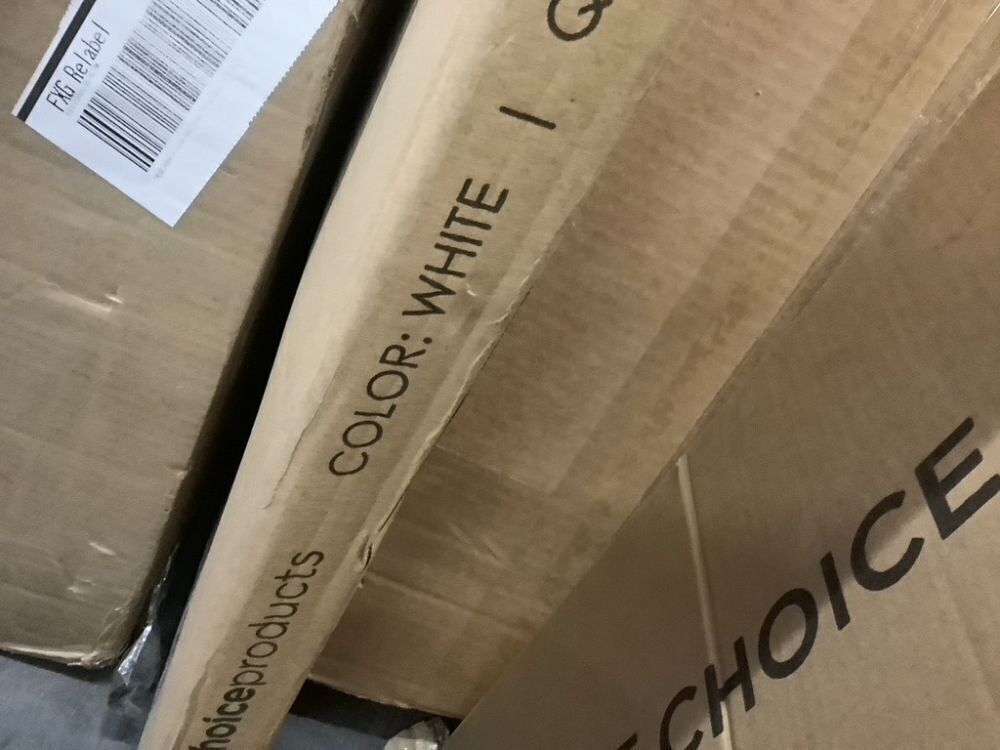 FXG Relabel
COLOR: WHITE | Q
hoiceproducts
CHOICE